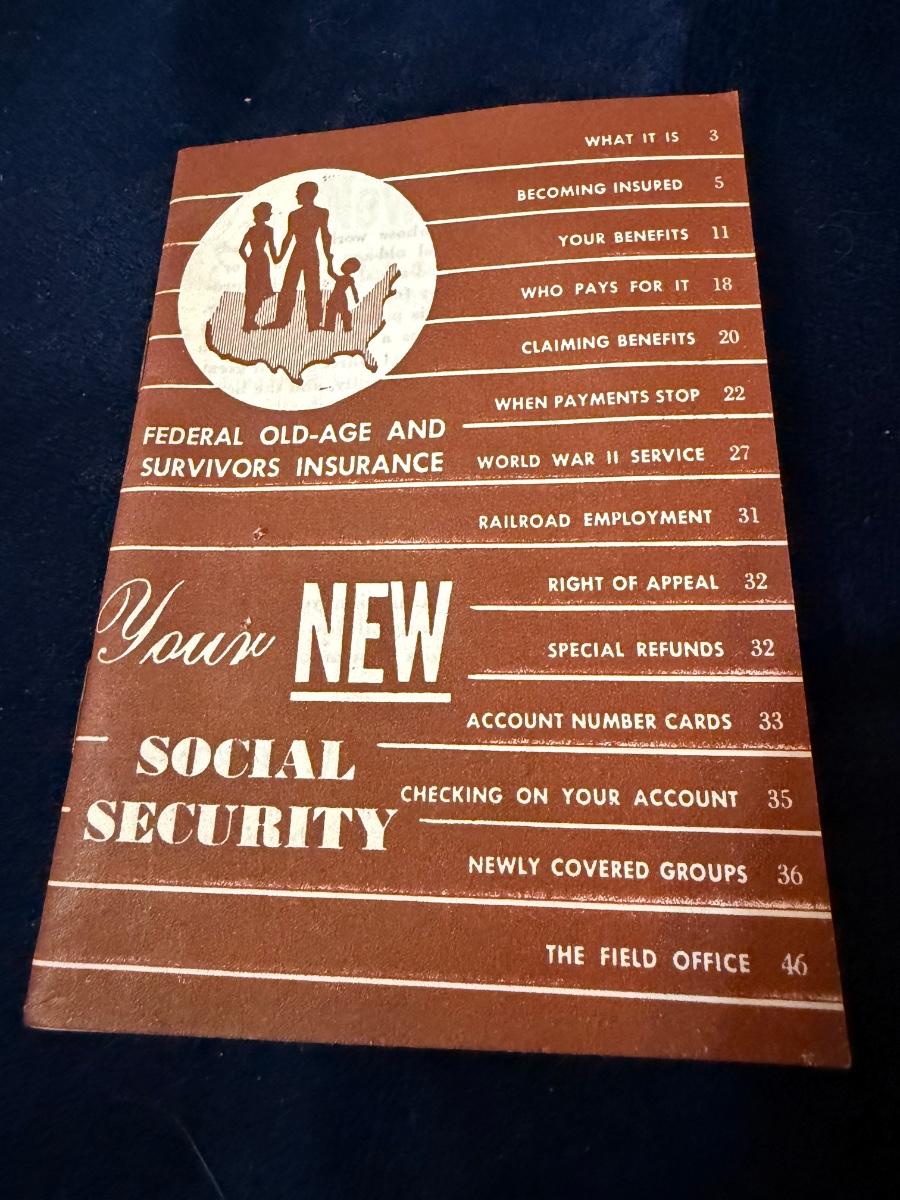 WHAT IT IS 3
BECOMING INSURED 5
YOUR BENEFITS 11
WHO PAYS FOR IT 18
CLAIMING BENEFITS 20
WHEN PAYMENTS STOP 22
FEDERAL OLD-AGE AND
SURVIVORS INSURANCE
WORLD WAR II SERVICE 27
RAILROAD EMPLOYMENT 31
RIGHT OF APPEAL 32
SPECIAL REFUNDS 32
ACCOUNT NUMBER CARDS 33
CHECKING ON YOUR ACCOUNT 35
NEWLY COVERED GROUPS 36
THE FIELD OFFICE 46
Your NEW
SOCIAL
SECURITY